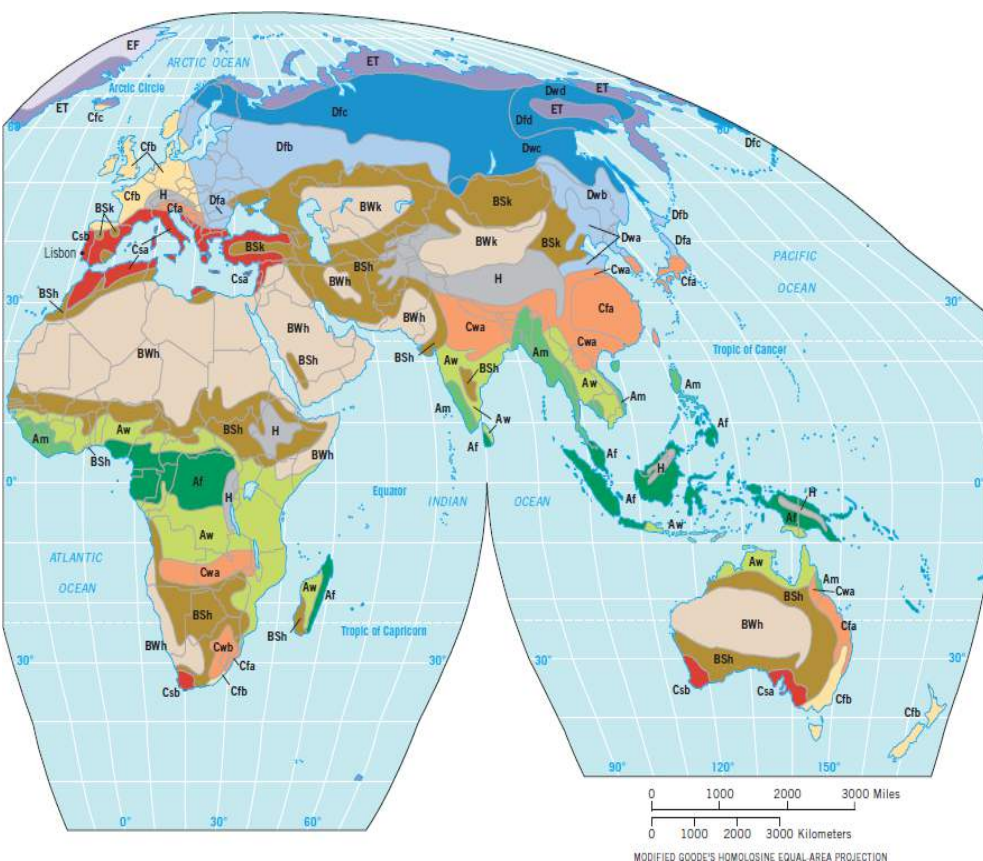 EF
ARCTIC OCEAN
ET
Arctic Circle
ET
Cfc
Dwd
ET
Dfd
Dfc
Dwc
60°
Dfc
Cfb
Dfb
Cfb
H
BSk
Cfa
Dfa
BWk
BSk
Dwb
Dfb
Csb
Lisbon
Csa
BSk
BWk
BSk
Dwa
Dfa
PACIFIC
OCEAN
Csa
BSh
BWh
H
Cwa
Cfa
BSh
30°
BWh
BWh
BSh
BWh
Cwa
Cfa
Cwa
30°
BSh
Aw
BSh
Am
Tropic of Cancer
Am
Aw
Am
Am
Aw
BSh
H
BWh
Aw
Af
Af
Am
BSh
Af
H
Af
H
0°
Equator
INDIAN
OCEAN
Af
Aw
Af
0°
Aw
ATLANTIC
OCEAN
Cwa
Aw
Af
BSh
BSh
Tropic of Capricorn
BWh
Cwb
Cfa
Cfb
Csb
30°
30°
Aw
Am
Cwa
BSh
Cfa
BWh
BSh
30°
30°
Csb
Csa
Cfb
Cfb
0°
30°
60°
90°
120°
150°
0 1000 2000 3000 Miles
0 1000 2000 3000 Kilometers
MODIFIED GOODE'S HOMOLOSINE EQUAL-AREA PROJECTION